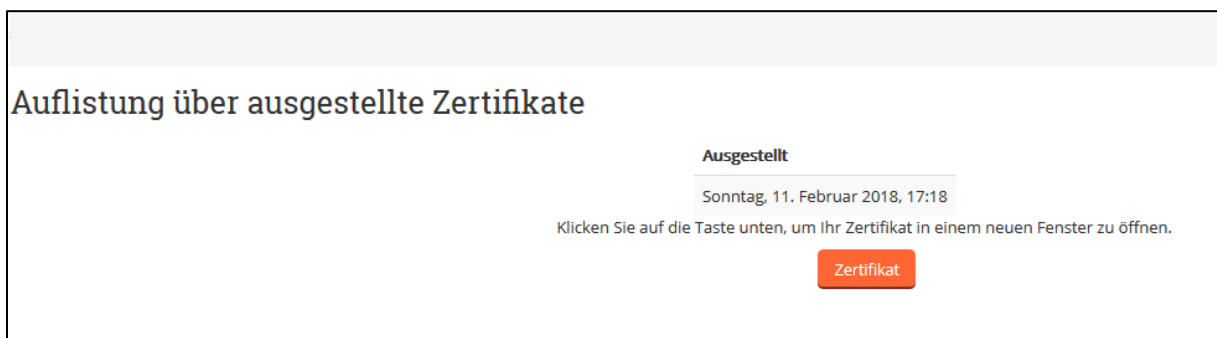 Auflistung über ausgestellte Zertifikate
Ausgestellt
Sonntag, 11. Februar 2018, 17:18
Klicken Sie auf die Taste unten, um Ihr Zertifikat in einem neuen Fenster zu öffnen.
Zertifikat